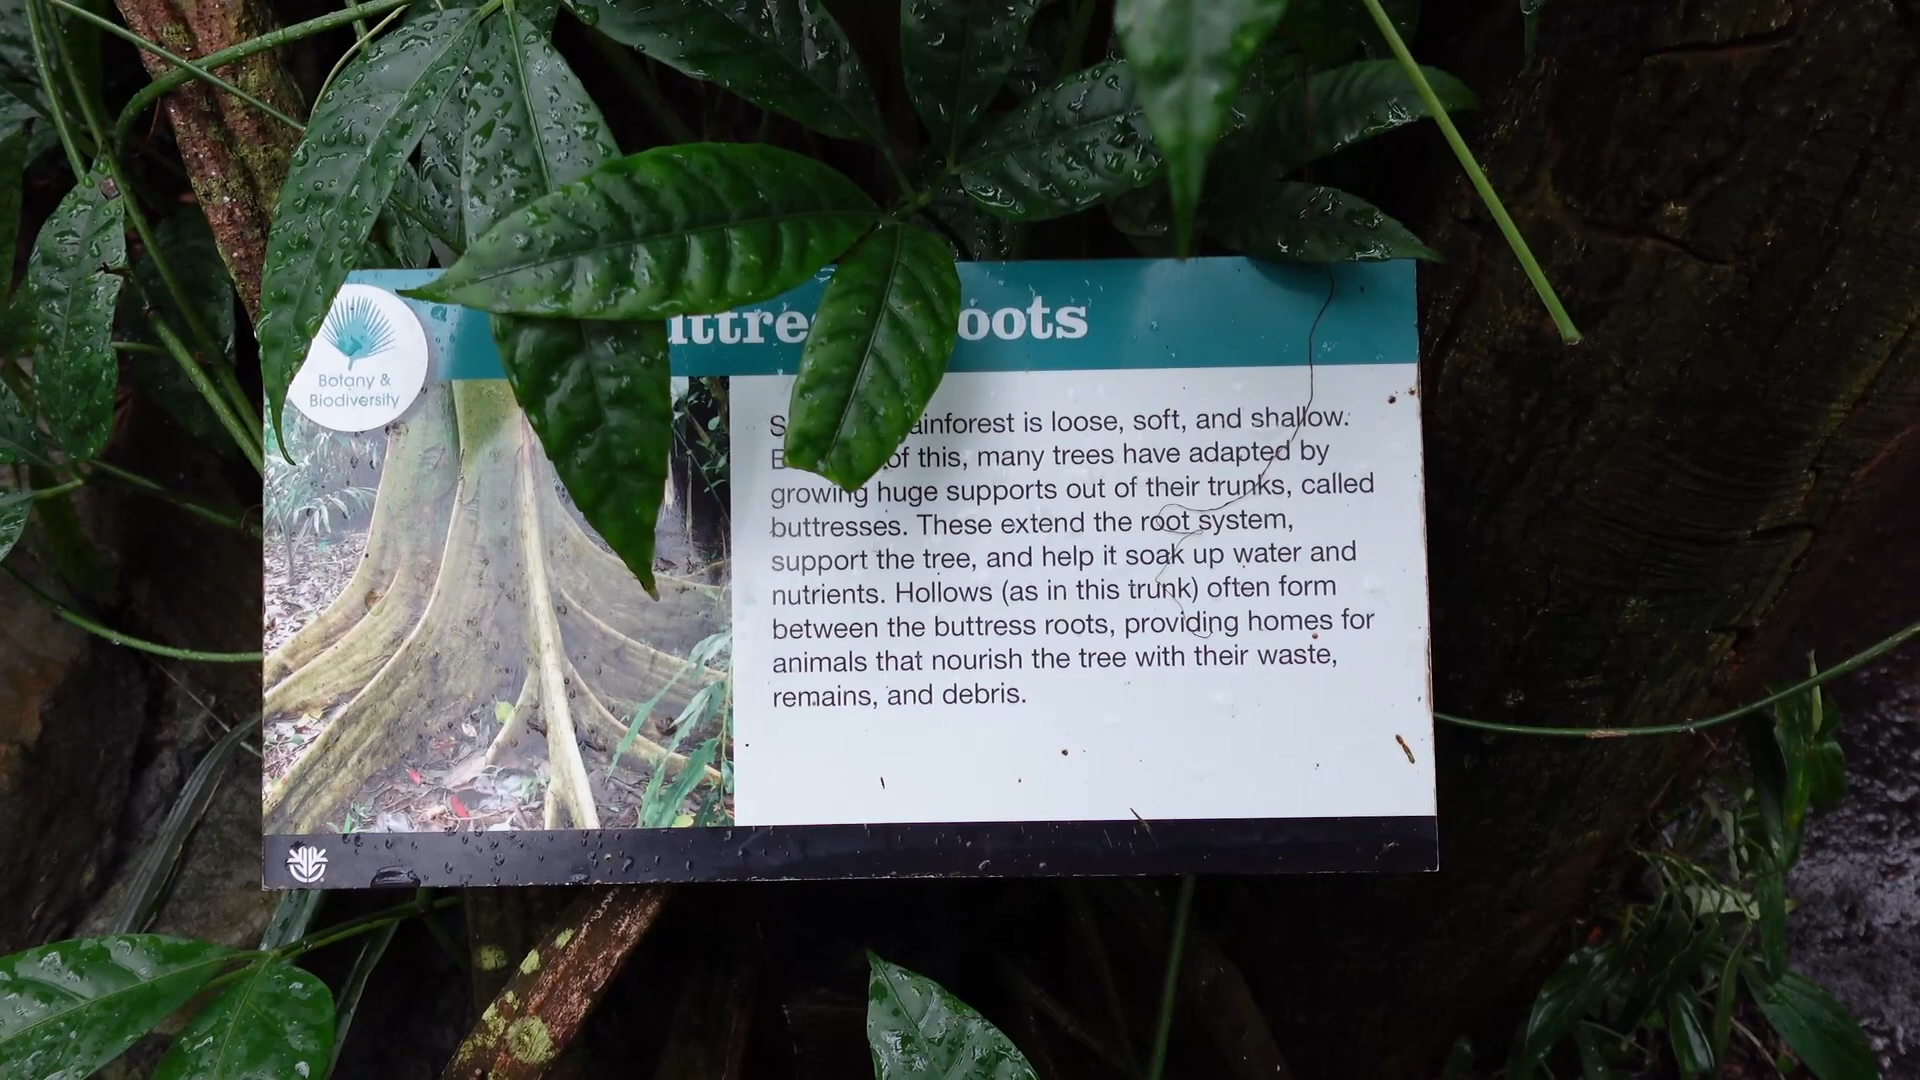 Botany &
Biodiversity
is loose, soft, and shallow.
of this, many trees have adapted by
growing huge supports out of their trunks, called
buttresses. These extend the root system,
support the tree, and help it soak up water and
nutrients. Hollows (as in this trunk) often form
between the buttress roots, providing homes for
animals that nourish the tree with their waste,
remains, and debris.